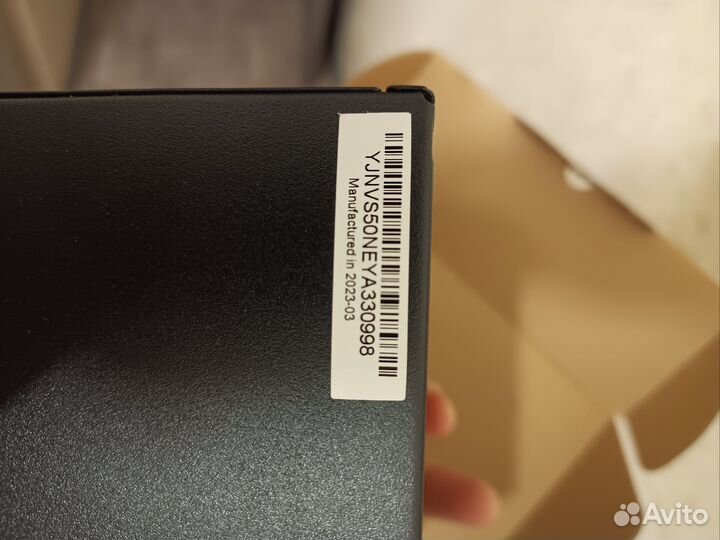 YJNVS50NEYA330998
Manufactured in 2023-03
Avito